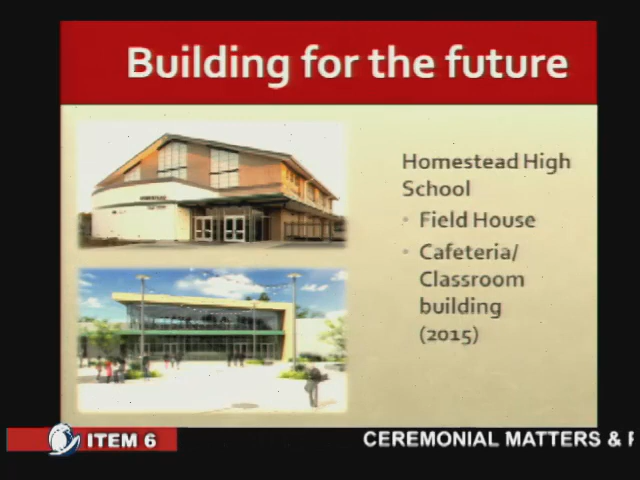 Building for the future
Homestead High
School
• Field House
• Cafeteria/
Classroom
building
(2015)
ITEM 6
CEREMONIAL MATTERS &